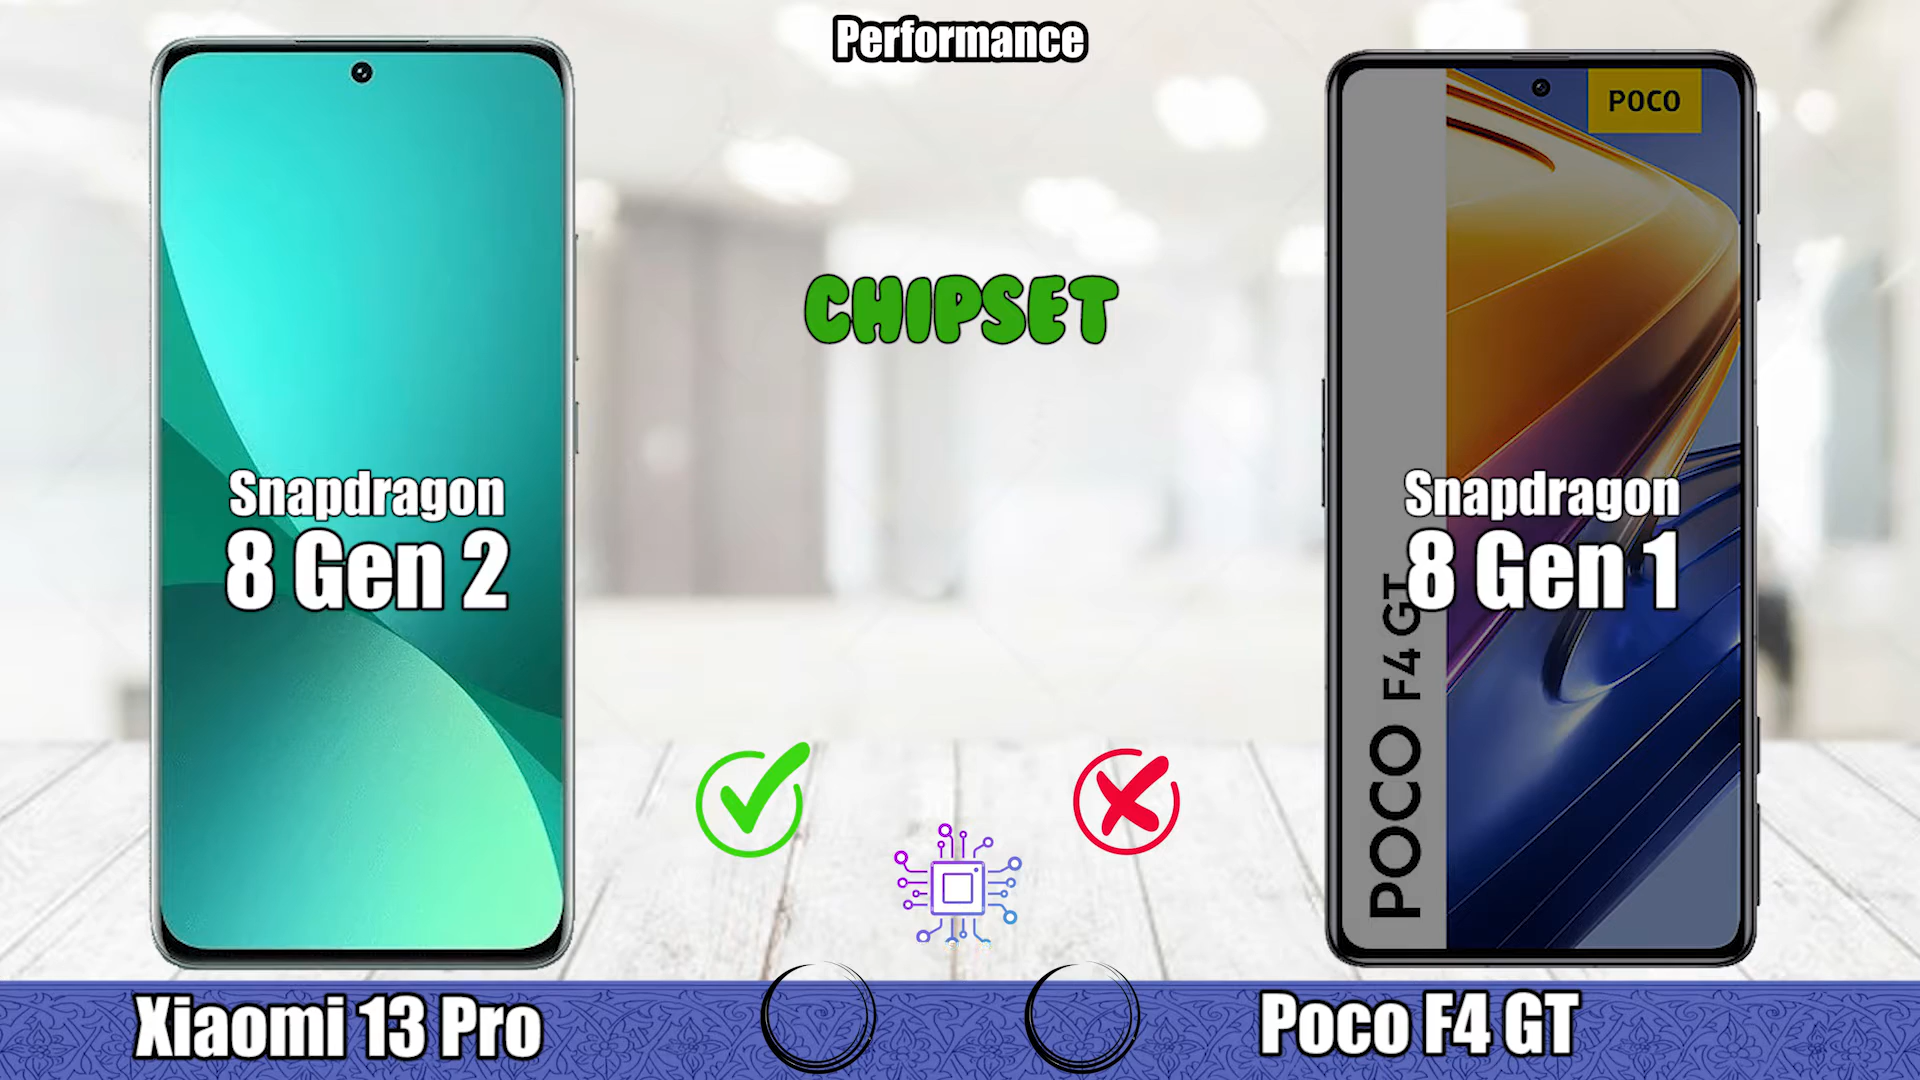 Performance
POCO
CHIPSET
Snapdragon
8 Gen 2
Snapdragon
8 Gen 1
POCO F4 GT
Xiaomi 13 Pro
Poco F4 GT